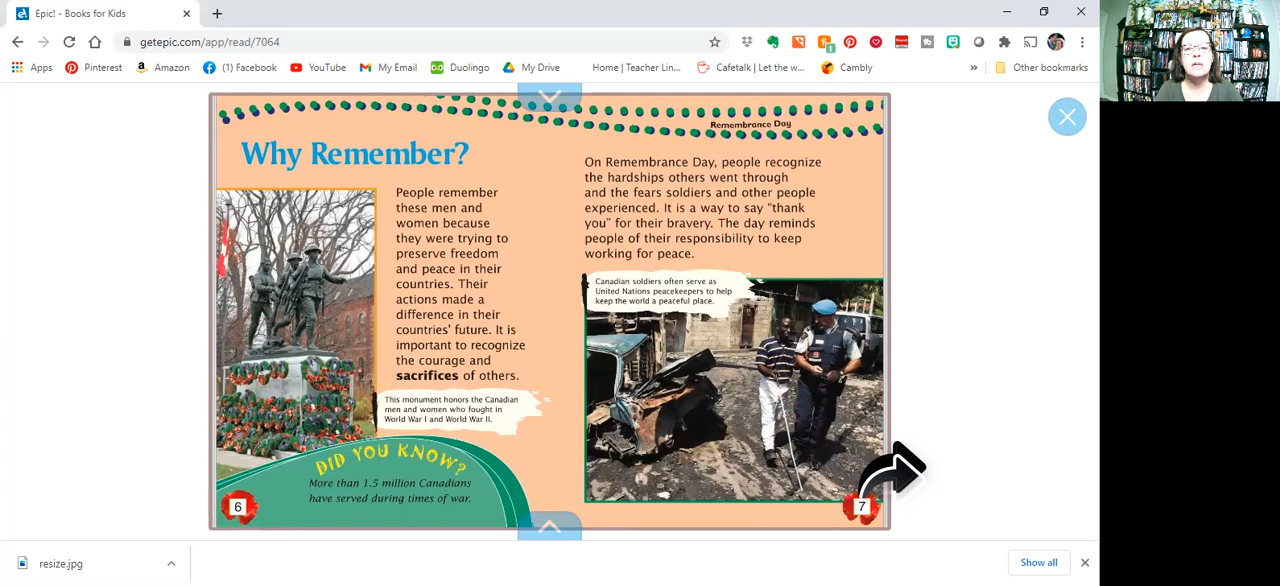 Epic! - Books for Kids
getepic.com/app/read/7064
Apps
Pinterest
Amazon
(1) Facebook
YouTube
My Email
Duolingo
My Drive
Home | Teacher Lin...
Cafetalk | Let the w...
Cambly
»
Other bookmarks
Remembrance Day
Why Remember?
People remember
these men and
women because
they were trying to
preserve freedom
and peace in their
countries. Their
actions made a
difference in their
countries' future. It is
important to recognize
the courage and
sacrifices of others.
This monument honors the Canadian
men and women who fought in
World War I and World War II.
DID YOU KNOW?
More than 1.5 million Canadians
have served during times of war.
6
On Remembrance Day, people recognize
the hardships others went through
and the fears soldiers and other people
experienced. It is a way to say "thank
you" for their bravery. The day reminds
people of their responsibility to keep
working for peace.
Canadian soldiers often serve as
United Nations peacekeepers to help
keep the world a peaceful place.
7
resize.jpg
Show all